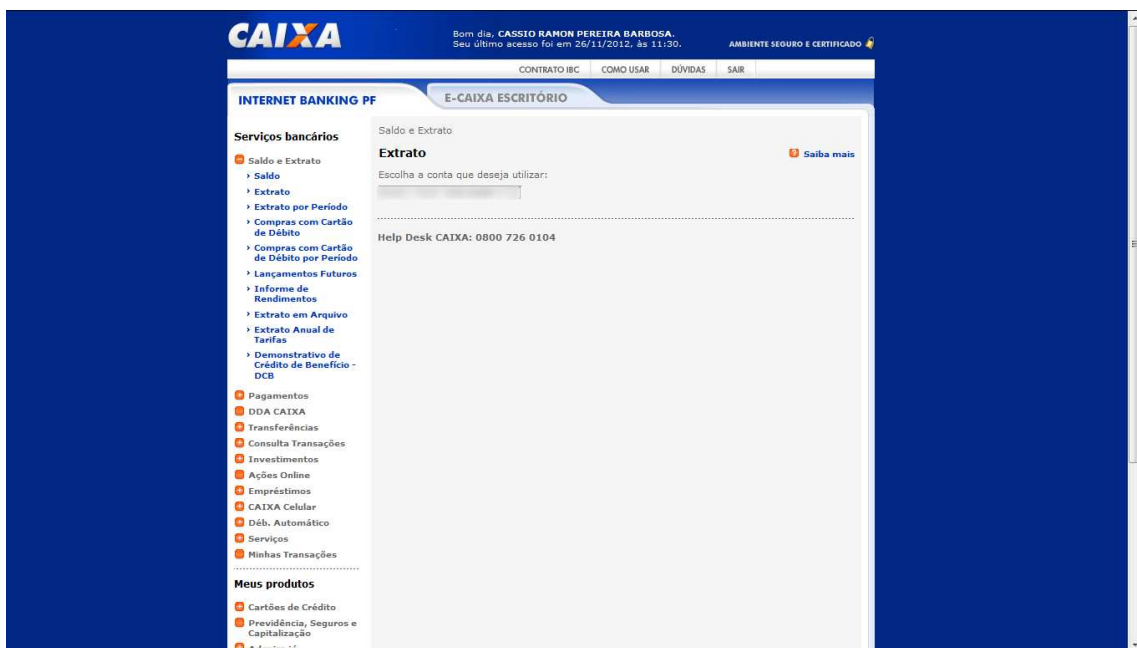 CAIXA
Bom dia, CASSIO RAMON PEREIRA BARBOSA.
Seu último acesso foi em 26/11/2012, às 11:30.
AMBIENTE SEGURO E CERTIFICADO
CONTRATO IBC COMO USAR DÚVIDAS SAIR
INTERNET BANKING PF
E-CAIXA ESCRITÓRIO
Serviços bancários
Saldo e Extrato
Saldo
Extrato
Extrato por Período
Compras com Cartão
de Débito
Compras com Cartão
de Débito por Período
Lançamentos Futuros
Informe de
Rendimentos
Extrato em Arquivo
Extrato Anual de
Tarifas
Demonstrativo de
Crédito de Benefício -
DCB
Pagamentos
DDA CAIXA
Transferências
Consulta Transações
Investimentos
Ações Online
Empréstimos
CAIXA Celular
Déb. Automático
Serviços
Minhas Transações
Meus produtos
Cartões de Crédito
Previdência, Seguros e
Capitalização
Saldo e Extrato
Extrato
Saiba mais
Escolha a conta que deseja utilizar:
Help Desk CAIXA: 0800 726 0104